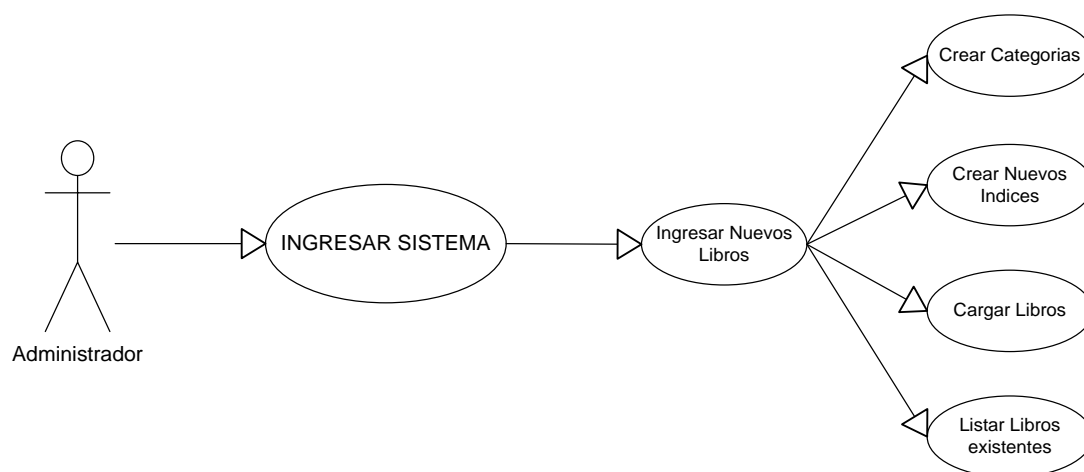 Crear Categorias
Crear Nuevos
Indices
INGRESAR SISTEMA
Ingresar Nuevos
Libros
Cargar Libros
Administrador
Listar Libros
existentes